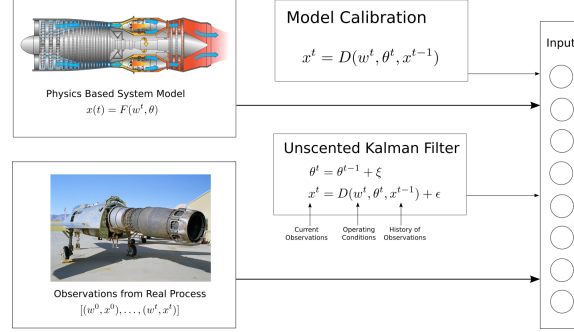 Model Calibration
x^t = D(w^t, θ^t, x^{t−1})
Input
Physics Based System Model
x(t) = F(w^t, θ)
Unscented Kalman Filter
θ^t = θ^{t−1} + ξ
x^t = D(w^t, θ^t, x^{t−1}) + ϵ
Current
Observations
Operating
Conditions
History of
Observations
Observations from Real Process
[(w^0, x^0), . . . , (w^t, x^t)]